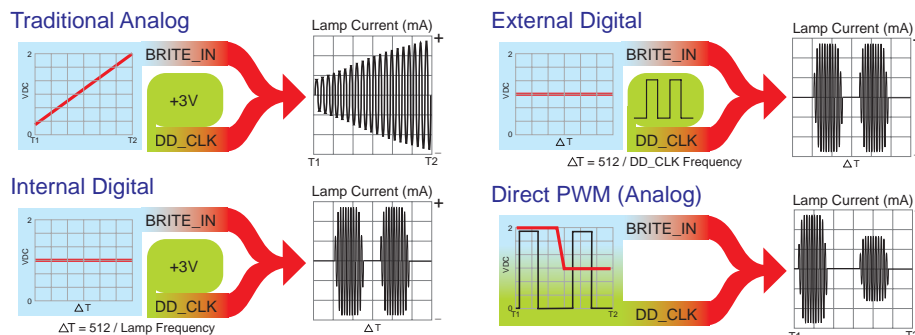 Traditional Analog
Lamp Current (mA)
2
VDC
0
T1
T2
BRITE_IN
+3V
DD_CLK
+
–
T1
T2
External Digital
Lamp Current (mA)
2
VDC
0
ΔT
BRITE_IN
DD_CLK
ΔT
ΔT = 512 / DD_CLK Frequency
Internal Digital
Lamp Current (mA)
2
VDC
0
ΔT
BRITE_IN
+3V
DD_CLK
+
–
ΔT
ΔT = 512 / Lamp Frequency
Direct PWM (Analog)
Lamp Current (mA)
2
VDC
0
T1
T2
BRITE_IN
DD_CLK
T1